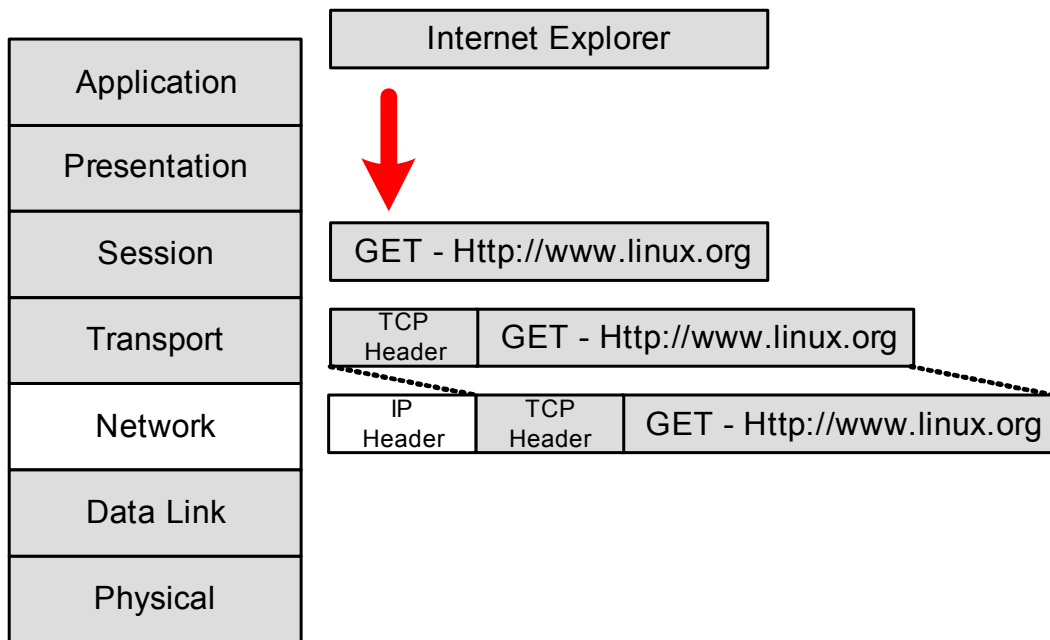 Internet Explorer
Application
Presentation
Session
GET - Http://www.linux.org
Transport
TCP
Header
GET - Http://www.linux.org
Network
IP
Header
TCP
Header
GET - Http://www.linux.org
Data Link
Physical